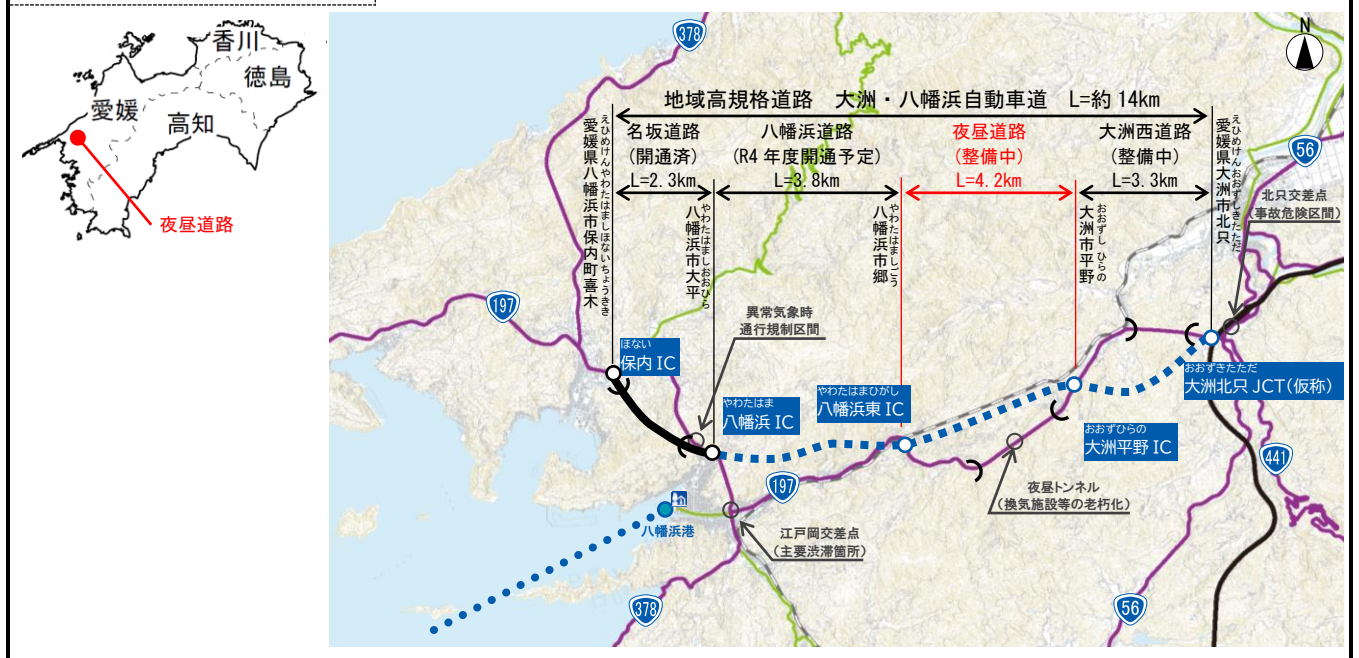 香川
徳島
愛媛
高知
夜昼道路
N
378
地域高規格道路 大洲・八幡浜自動車道 L=約14km
名坂道路
(開通済)
L=2.3km
八幡浜道路
(R4年度開通予定)
L=3.8km
夜昼道路
(整備中)
L=4.2km
大洲西道路
(整備中)
L=3.3km
えひめけんやわたはましほないちょうきき
愛媛県八幡浜市保内町喜木
やわたはましおおひら
八幡浜市大平
やわたはましごう
八幡浜市郷
おおずし ひらの
大洲市平野
えひめけんおおずしきただ
愛媛県大洲市北只
56
北只交差点
(事故危険区間)
197
異常気象時
通行規制区間
ほない
保内 IC
やわたはま
八幡浜 IC
やわたはまひがし
八幡浜東 IC
おおずきたただ
大洲北只 JCT(仮称)
おおずひらの
大洲平野 IC
441
197
夜昼トンネル
(換気施設等の老朽化)
八幡浜港
江戸岡交差点
(主要渋滞箇所)
378
56